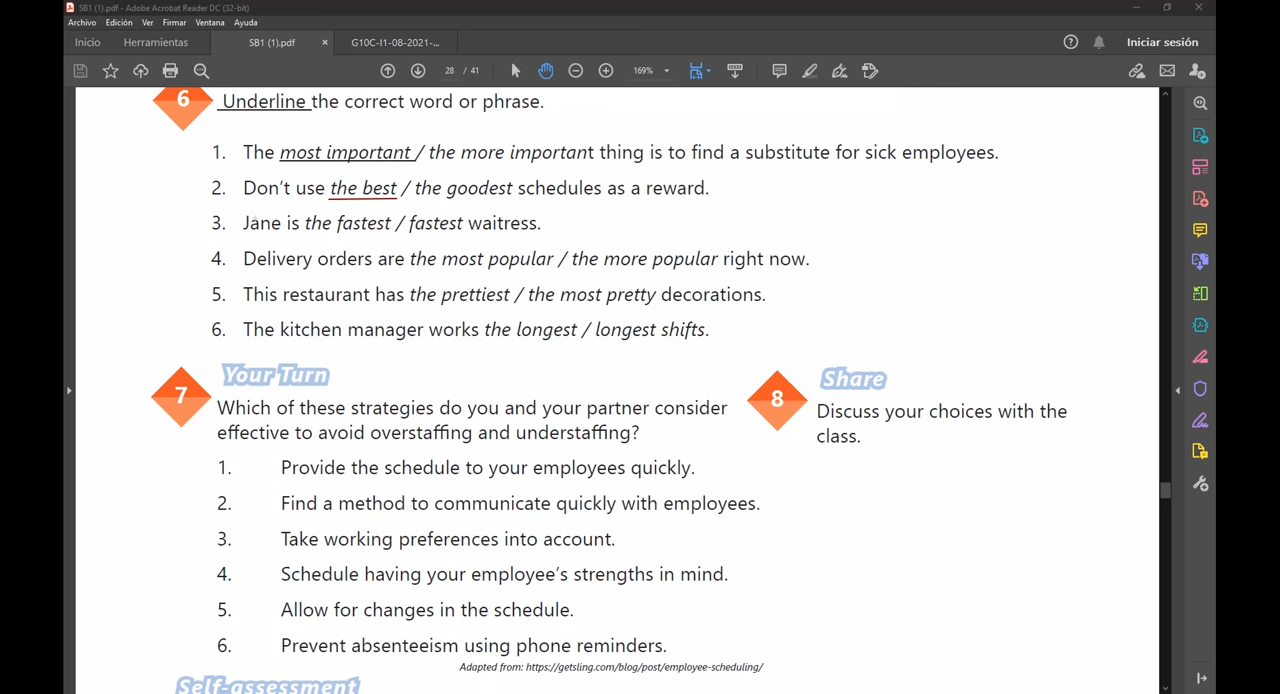 SB1 (1).pdf - Adobe Acrobat Reader DC (32-bit)
Archivo Edición Ver Firmar Ventana Ayuda
Inicio Herramientas SB1 (1).pdf × G10C-I1-08-2021-... Iniciar sesión
28 / 41 169%
6 Underline the correct word or phrase.
1. The most important / the more important thing is to find a substitute for sick employees.
2. Don't use the best / the goodest schedules as a reward.
3. Jane is the fastest / fastest waitress.
4. Delivery orders are the most popular / the more popular right now.
5. This restaurant has the prettiest / the most pretty decorations.
6. The kitchen manager works the longest / longest shifts.
7 Your Turn
Which of these strategies do you and your partner consider
effective to avoid overstaffing and understaffing?
1. Provide the schedule to your employees quickly.
2. Find a method to communicate quickly with employees.
3. Take working preferences into account.
4. Schedule having your employee's strengths in mind.
5. Allow for changes in the schedule.
6. Prevent absenteeism using phone reminders.
8 Share
Discuss your choices with the
class.
Adapted from: https://getsling.com/blog/post/employee-scheduling/
Self-assessment